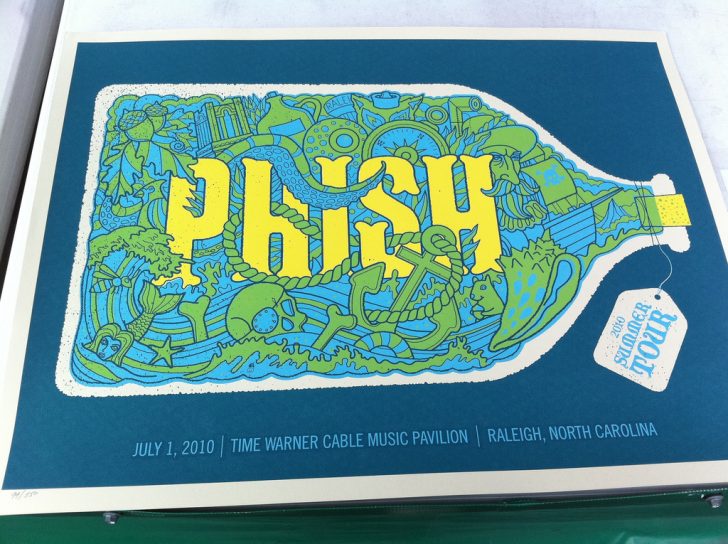 PHISH
2010
SUMMER
TOUR
JULY 1, 2010 | TIME WARNER CABLE MUSIC PAVILION | RALEIGH, NORTH CAROLINA